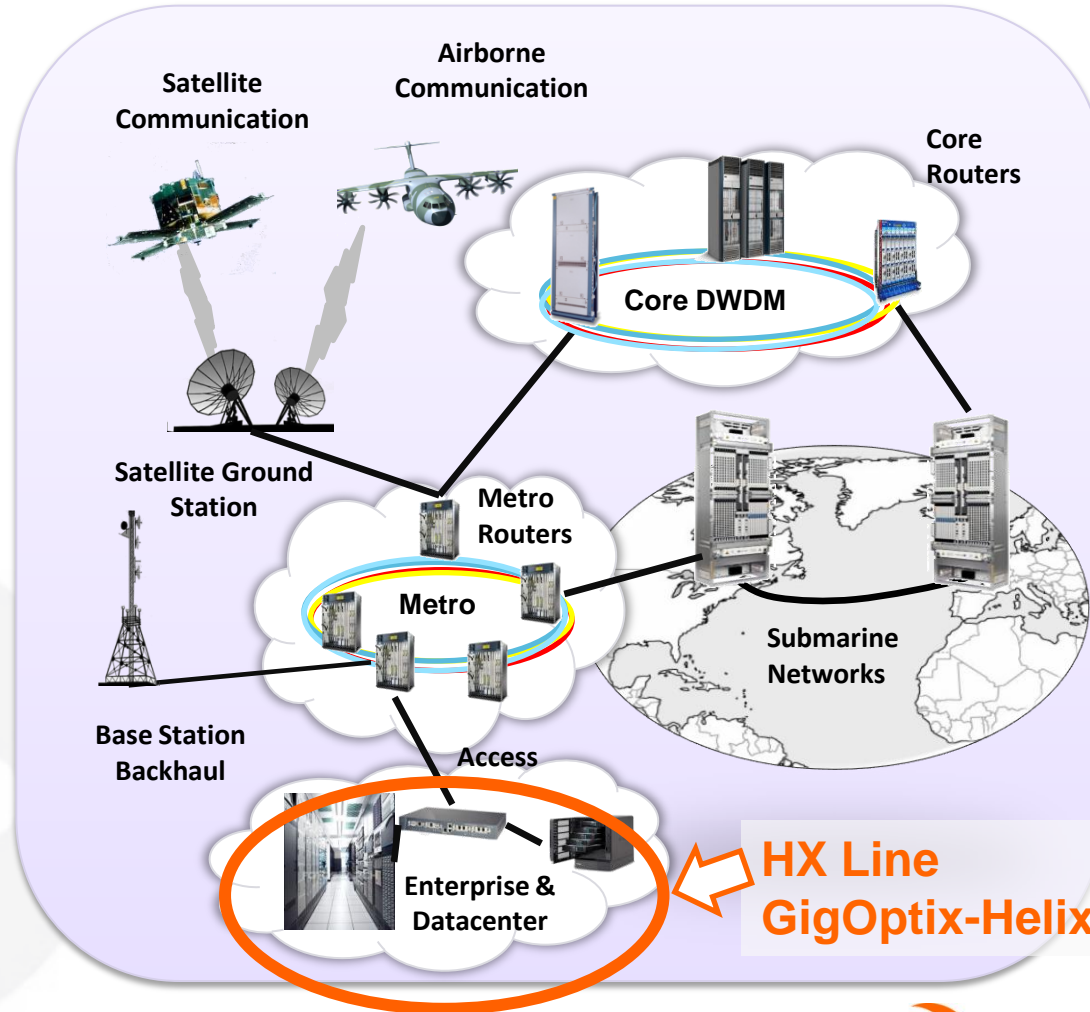 Airborne
Communication
Satellite
Communication
Core
Routers
Core DWDM
Satellite Ground
Station
Metro
Routers
Metro
Submarine
Networks
Base Station
Backhaul
Access
Enterprise &
Datacenter
HX Line
GigOptix-Helix